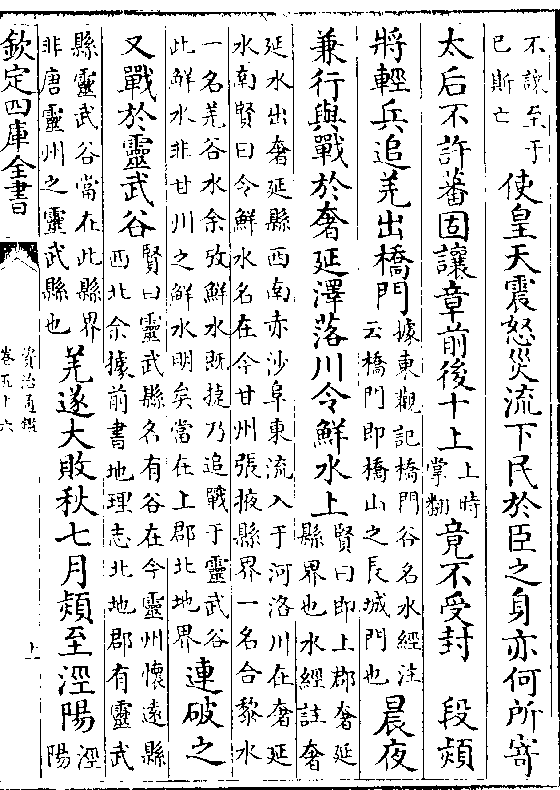 不讓至于
已斯亡
使皇天震怒災流下民於臣之身亦何所寄
太后不許蕃固讓章前後十上
上時
掌翻
竟不受封　段熲
將輕兵追羌出橋門
據東觀記橋門谷名水經注
云橋門即橋山之長城門也
晨夜
兼行與戰於奢延澤落川令鮮水上
賢曰即上郡奢延
縣界也水經註奢
延水出奢延縣西南赤沙阜東流入于河洛川在奢延
水南賢曰令鮮水名在今甘州張掖縣界一名合黎水
一名羌谷水余攷鮮水既捷乃追戰于靈武谷
此鮮水非甘州之鮮水明矣當在上郡北地界
連破之
又戰於靈武谷
賢曰靈武縣名有谷在今靈州懷遠縣
西北余據前書地理志北地郡有靈武
縣靈武谷當在此縣界
非唐靈州之靈武縣也
羌遂大敗秋七月熲至涇陽
涇
陽
欽定四庫全書
資治通鑑
卷五十六
上